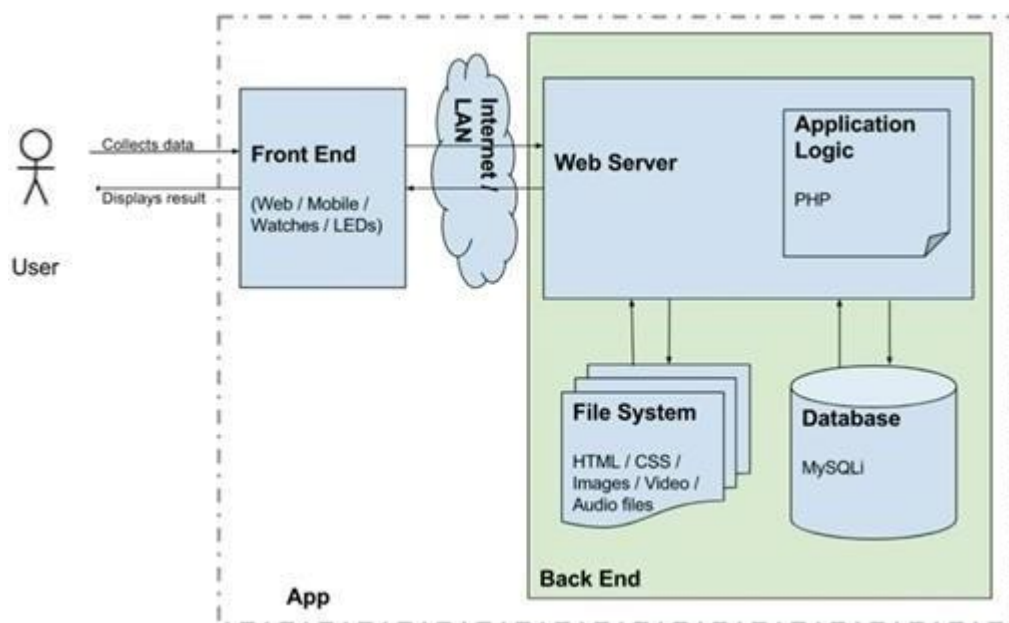 Collects data
Displays result
User
Front End
(Web / Mobile /
Watches / LEDs)
Internet /
LAN
Web Server
Application
Logic
PHP
File System
HTML / CSS /
Images / Video /
Audio files
Database
MySQLi
Back End
App